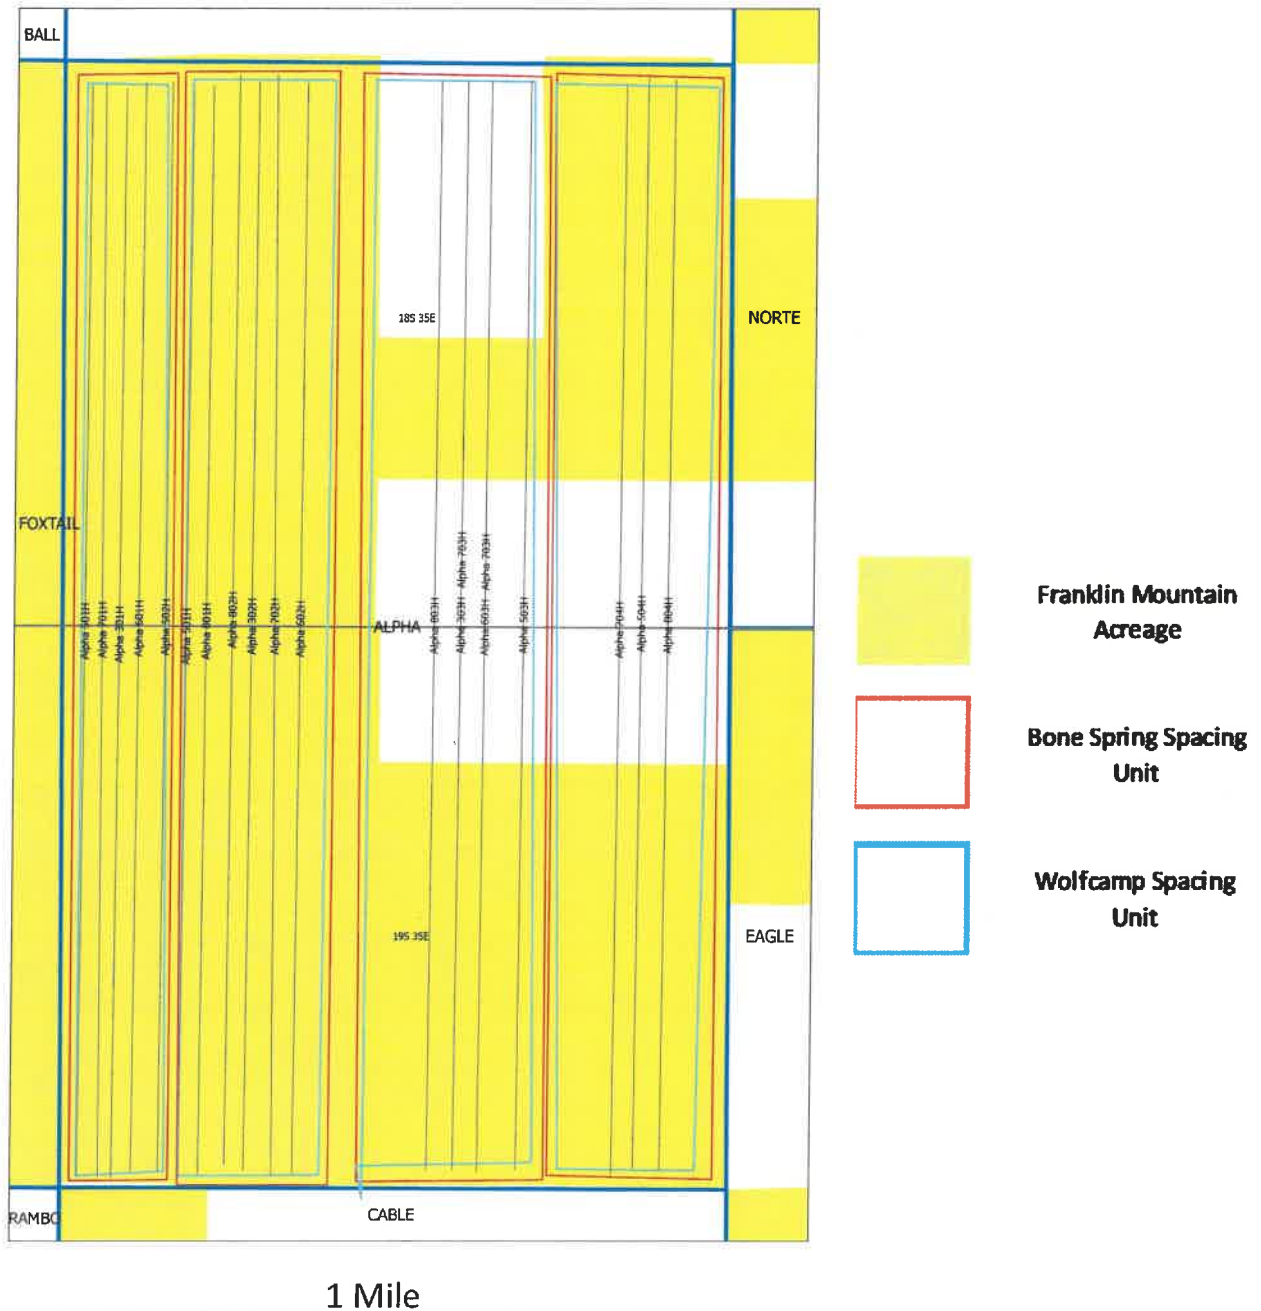 BALL
18S 35E
NORTE
FOXTAIL
Alpha 703H
Alpha 703H
Alpha 501H
Alpha 701H
Alpha 301H
Alpha 601H
Alpha 502H
Alpha 501H
Alpha 801H
Alpha 802H
Alpha 302H
Alpha 702H
Alpha 602H
ALPHA
Alpha 803H
Alpha 303H
Alpha 603H
Alpha 503H
Alpha 704H
Alpha 504H
Alpha 804H
Franklin Mountain
Acreage
Bone Spring Spacing
Unit
Wolfcamp Spacing
Unit
19S 35E
EAGLE
RAMBO
CABLE
1 Mile